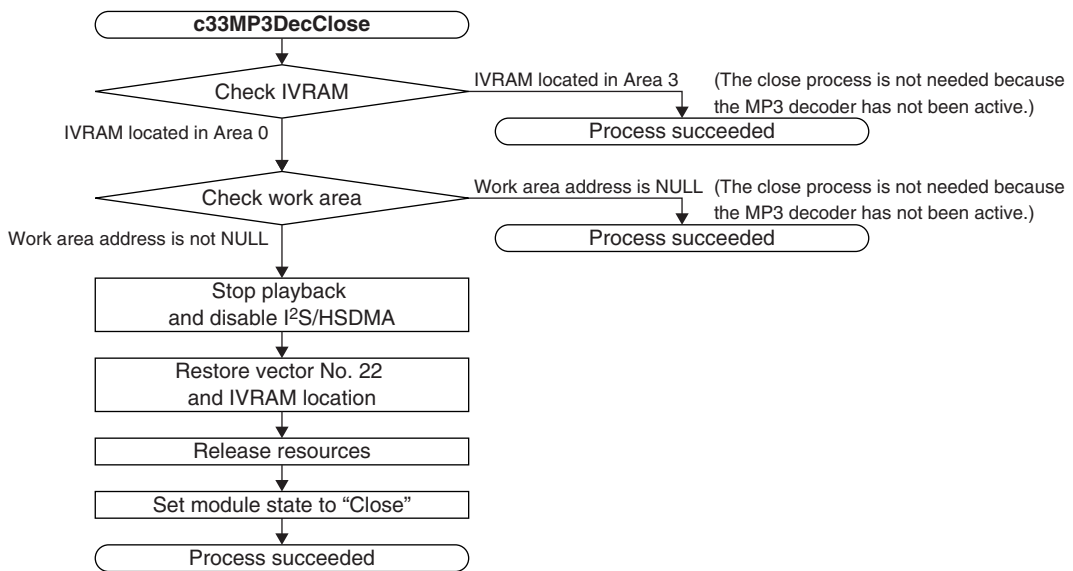 c33MP3DecClose
Check IVRAM
IVRAM located in Area 3
(The close process is not needed because
the MP3 decoder has not been active.)
Process succeeded
IVRAM located in Area 0
Check work area
Work area address is NULL
(The close process is not needed because
the MP3 decoder has not been active.)
Process succeeded
Work area address is not NULL
Stop playback
and disable I²S/HSDMA
Restore vector No. 22
and IVRAM location
Release resources
Set module state to “Close”
Process succeeded